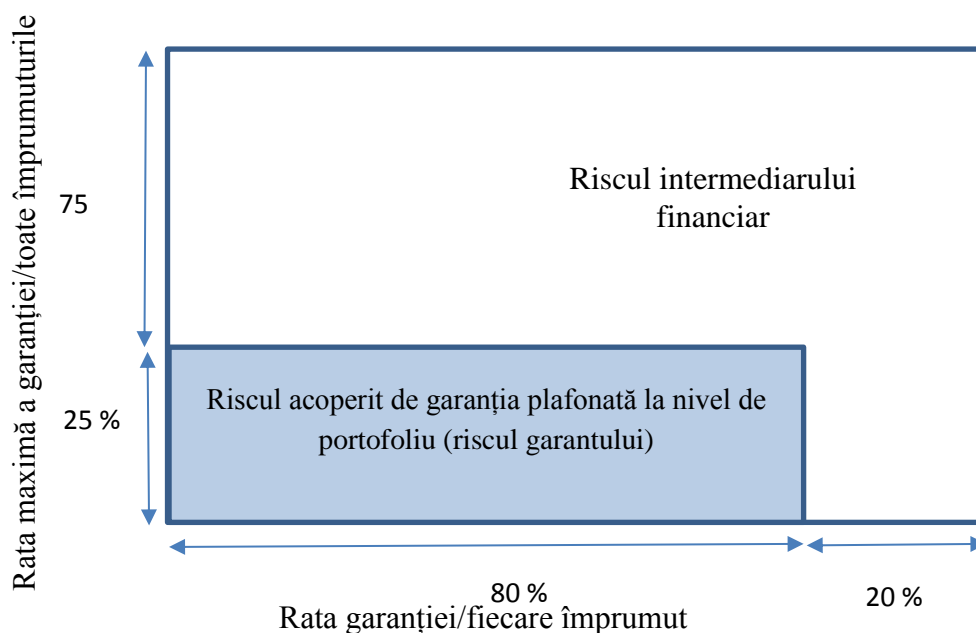 Rata maximă a garanției/toate împrumuturile
75
Riscul intermediarului
financiar
25 %
Riscul acoperit de garanția plafonată la nivel de
portofoliu (riscul garantului)
80 %
20 %
Rata garanției/fiecare împrumut